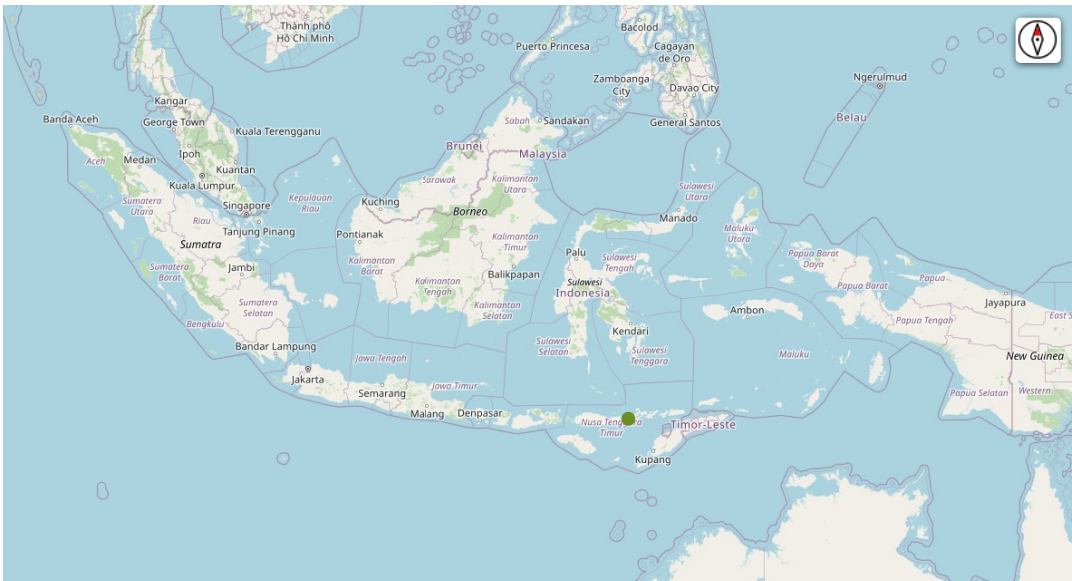 Thành phố
Hồ Chí Minh
Bacolod
Puerto Princesa
Cagayan
de Oro
Zamboanga
City
Davao City
Ngerulmud
Kangar
Banda Aceh
George Town
Kuala Terengganu
Sabah
Sandakan
General Santos
Belau
Ipoh
Brunei
Malaysia
Aceh
Medan
Kuantan
Kuala Lumpur
Sarawak
Kalimantan
Utara
Sulawesi
Utara
Sumatera
Utara
Kepulauan
Riau
Singapore
Kuching
Borneo
Manado
Riau
Tanjung Pinang
Pontianak
Maluku
Utara
Sumatra
Kalimantan
Timur
Palu
Papua Barat
Daya
Sumatera
Barat
Jambi
Kalimantan
Barat
Balikpapan
Sulawesi
Tengah
Papua
Kalimantan
Tengah
Sulawesi
Indonesia
Papua Barat
Sumatera
Selatan
Kalimantan
Selatan
Jayapura
Ambon
Bengkulu
Kendari
Papua Tengah
East S
Bandar Lampung
Sulawesi
Selatan
Sulawesi
Tenggara
Maluku
New Guinea
Jawa Tengah
Jakarta
Semarang
Jawa Timur
Papua Selatan
Western
Malang
Denpasar
Nusa Teng ra
Timur
Timor-Leste
Kupang